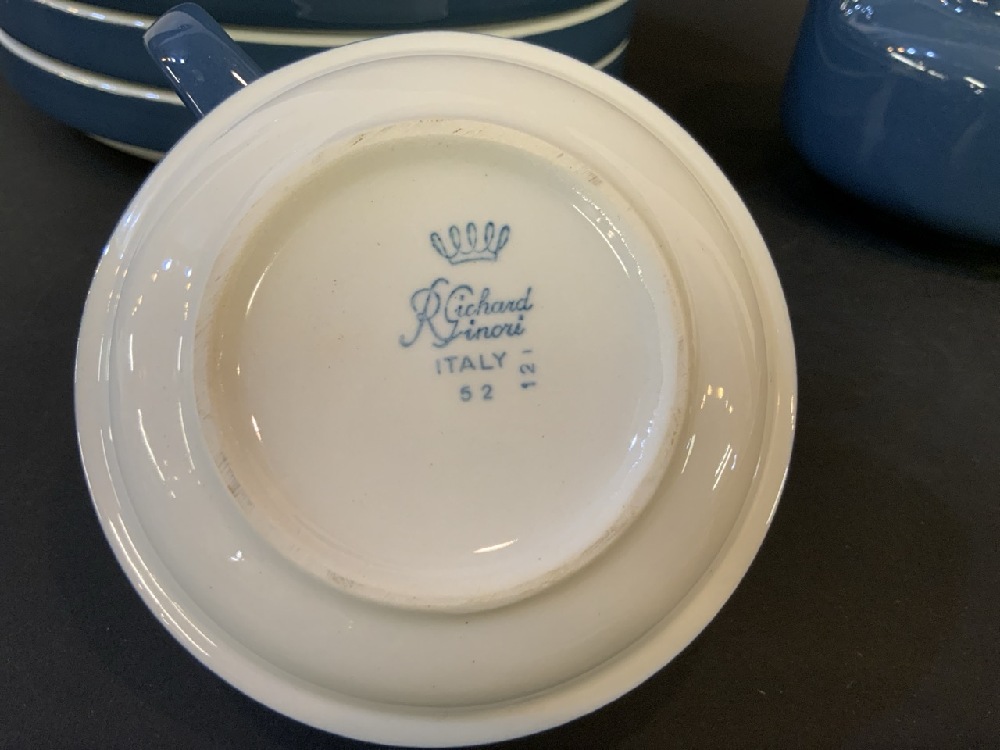 Richard
Ginori
ITALY
52
121